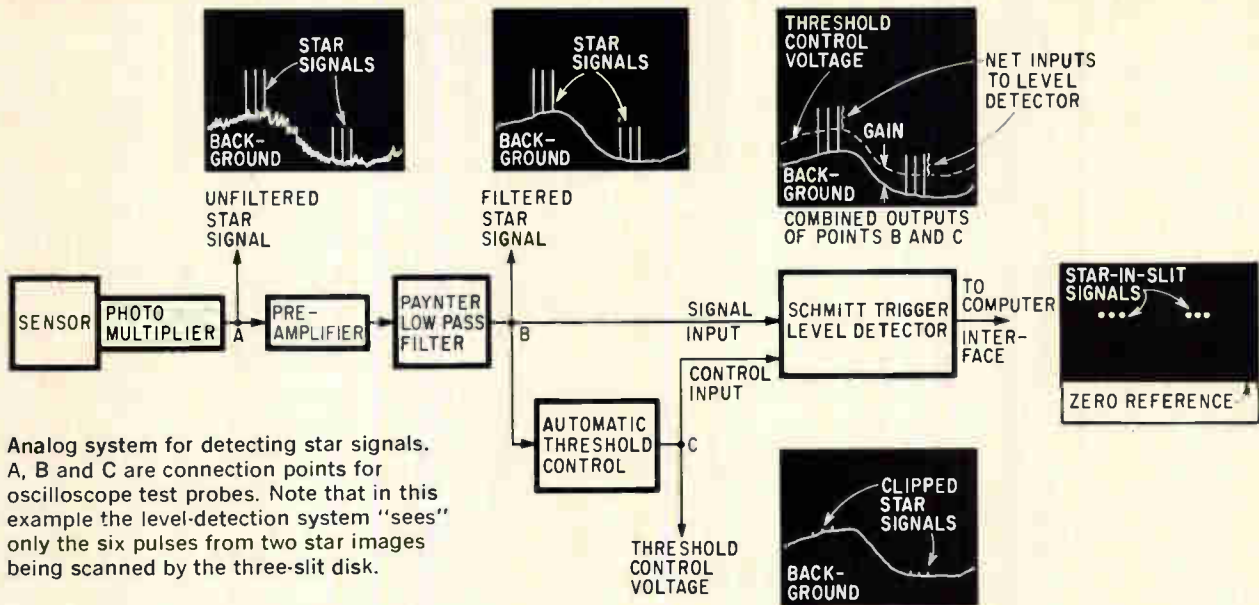 STAR
SIGNALS
BACK-
GROUND
STAR
SIGNALS
BACK-
GROUND
THRESHOLD
CONTROL
VOLTAGE
NET INPUTS
TO LEVEL
DETECTOR
GAIN
BACK-
GROUND
COMBINED OUTPUTS
OF POINTS B AND C
UNFILTERED
STAR
SIGNAL
FILTERED
STAR
SIGNAL
SENSOR
PHOTO
MULTIPLIER
A
PRE-
AMPLIFIER
PAYNTER
LOW PASS
FILTER
B
SIGNAL
INPUT
CONTROL
INPUT
SCHMITT TRIGGER
LEVEL DETECTOR
TO
COMPUTER
INTER-
FACE
STAR-IN-SLIT
SIGNALS
ZERO REFERENCE
AUTOMATIC
THRESHOLD
CONTROL
C
THRESHOLD
CONTROL
VOLTAGE
CLIPPED
STAR
SIGNALS
BACK-
GROUND
Analog system for detecting star signals.
A, B and C are connection points for
oscilloscope test probes. Note that in this
example the level-detection system "sees"
only the six pulses from two star images
being scanned by the three-slit disk.